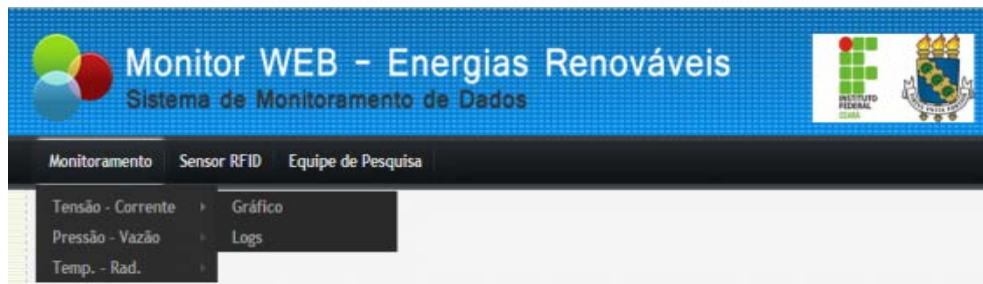 Monitor WEB - Energias Renováveis
Sistema de Monitoramento de Dados
INSTITUTO
FEDERAL
CEARÁ
Monitoramento Sensor RFID Equipe de Pesquisa
Tensão - Corrente Gráfico
Pressão - Vazão Logs
Temp. - Rad.